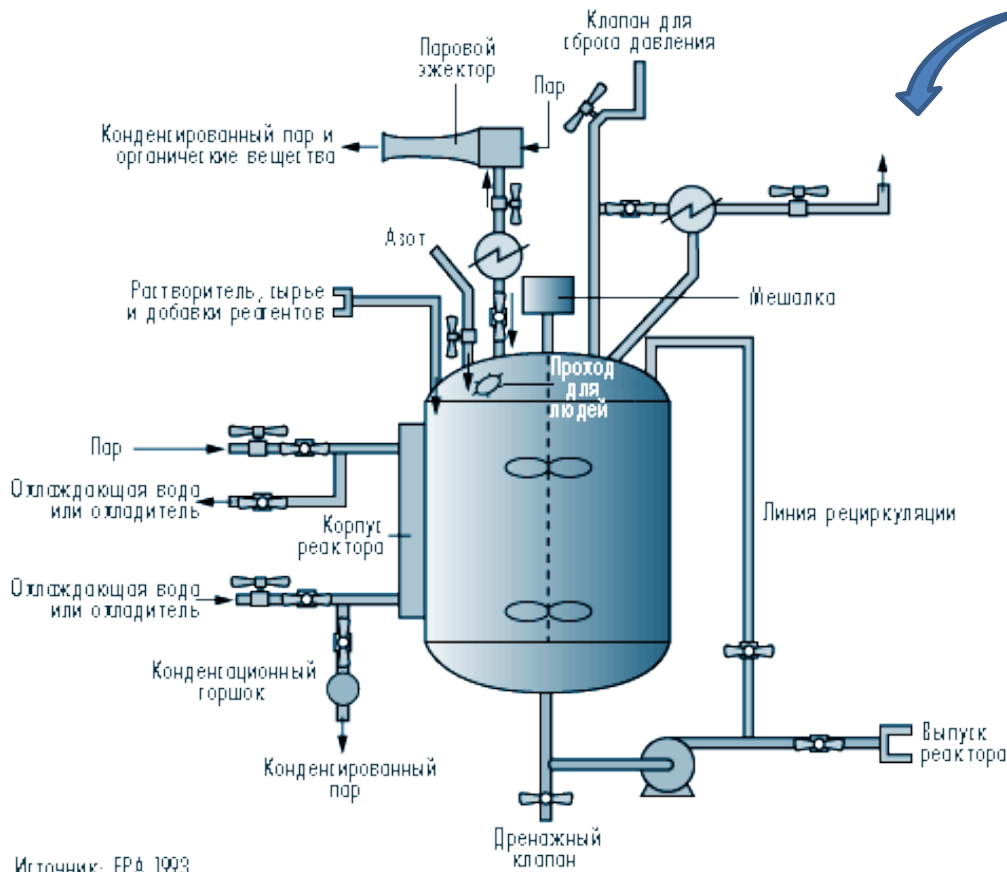 Клапан для
сброса давления
Паровой
эжектор
Пар
Конденсированный пар и
органические вещества
Азот
Растворитель, сырье
и добавки реагентов
Мешалка
Проход
для
людей
Пар
Охлаждающая вода
или охладитель
Корпус
реактора
Линия рециркуляции
Охлаждающая вода
или охладитель
Конденсационный
горшок
Выпуск
реактора
Конденсированный
пар
Дренажный
клапан
Источник: EPA 1993